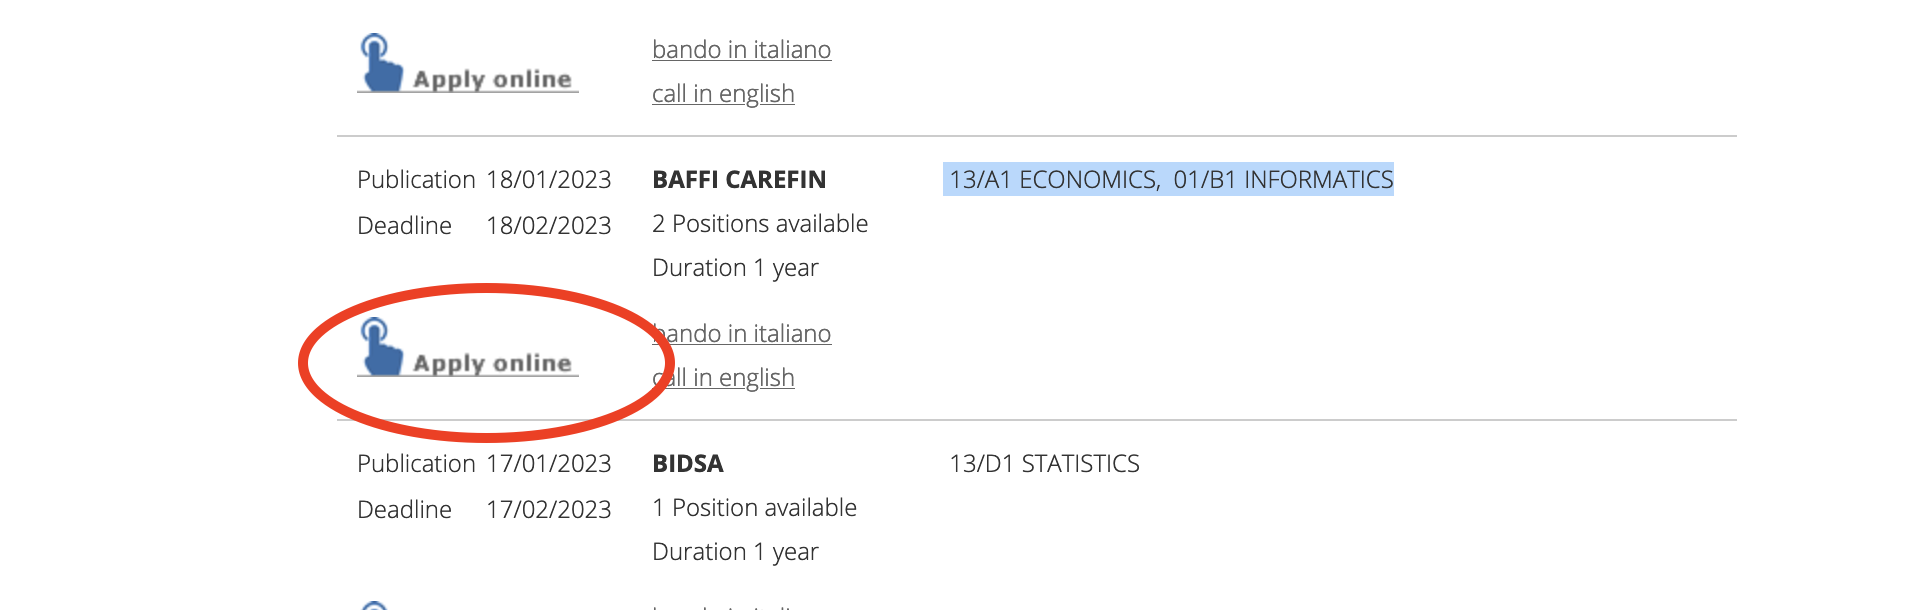 Apply online
bando in italiano
call in english
Publication 18/01/2023 BAFFI CAREFIN 13/A1 ECONOMICS, 01/B1 INFORMATICS
Deadline 18/02/2023 2 Positions available
Duration 1 year
Apply online
bando in italiano
call in english
Publication 17/01/2023 BIDSA 13/D1 STATISTICS
Deadline 17/02/2023 1 Position available
Duration 1 year